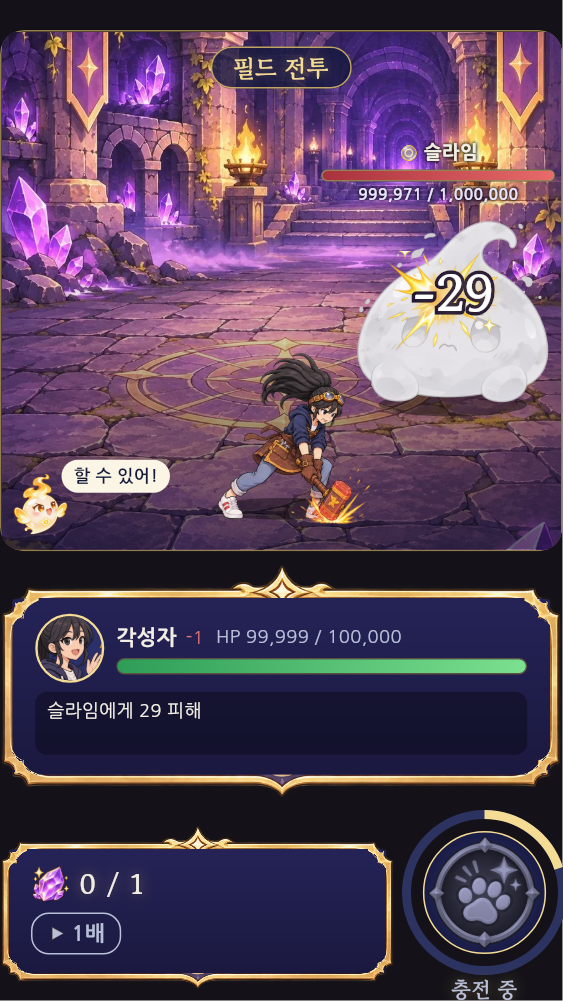 필드 전투
슬라임
999,971 / 1,000,000
-29
할 수 있어!
각성자 -1 HP 99,999 / 100,000
슬라임에게 29 피해
0 / 1
▶ 1배
충전 중